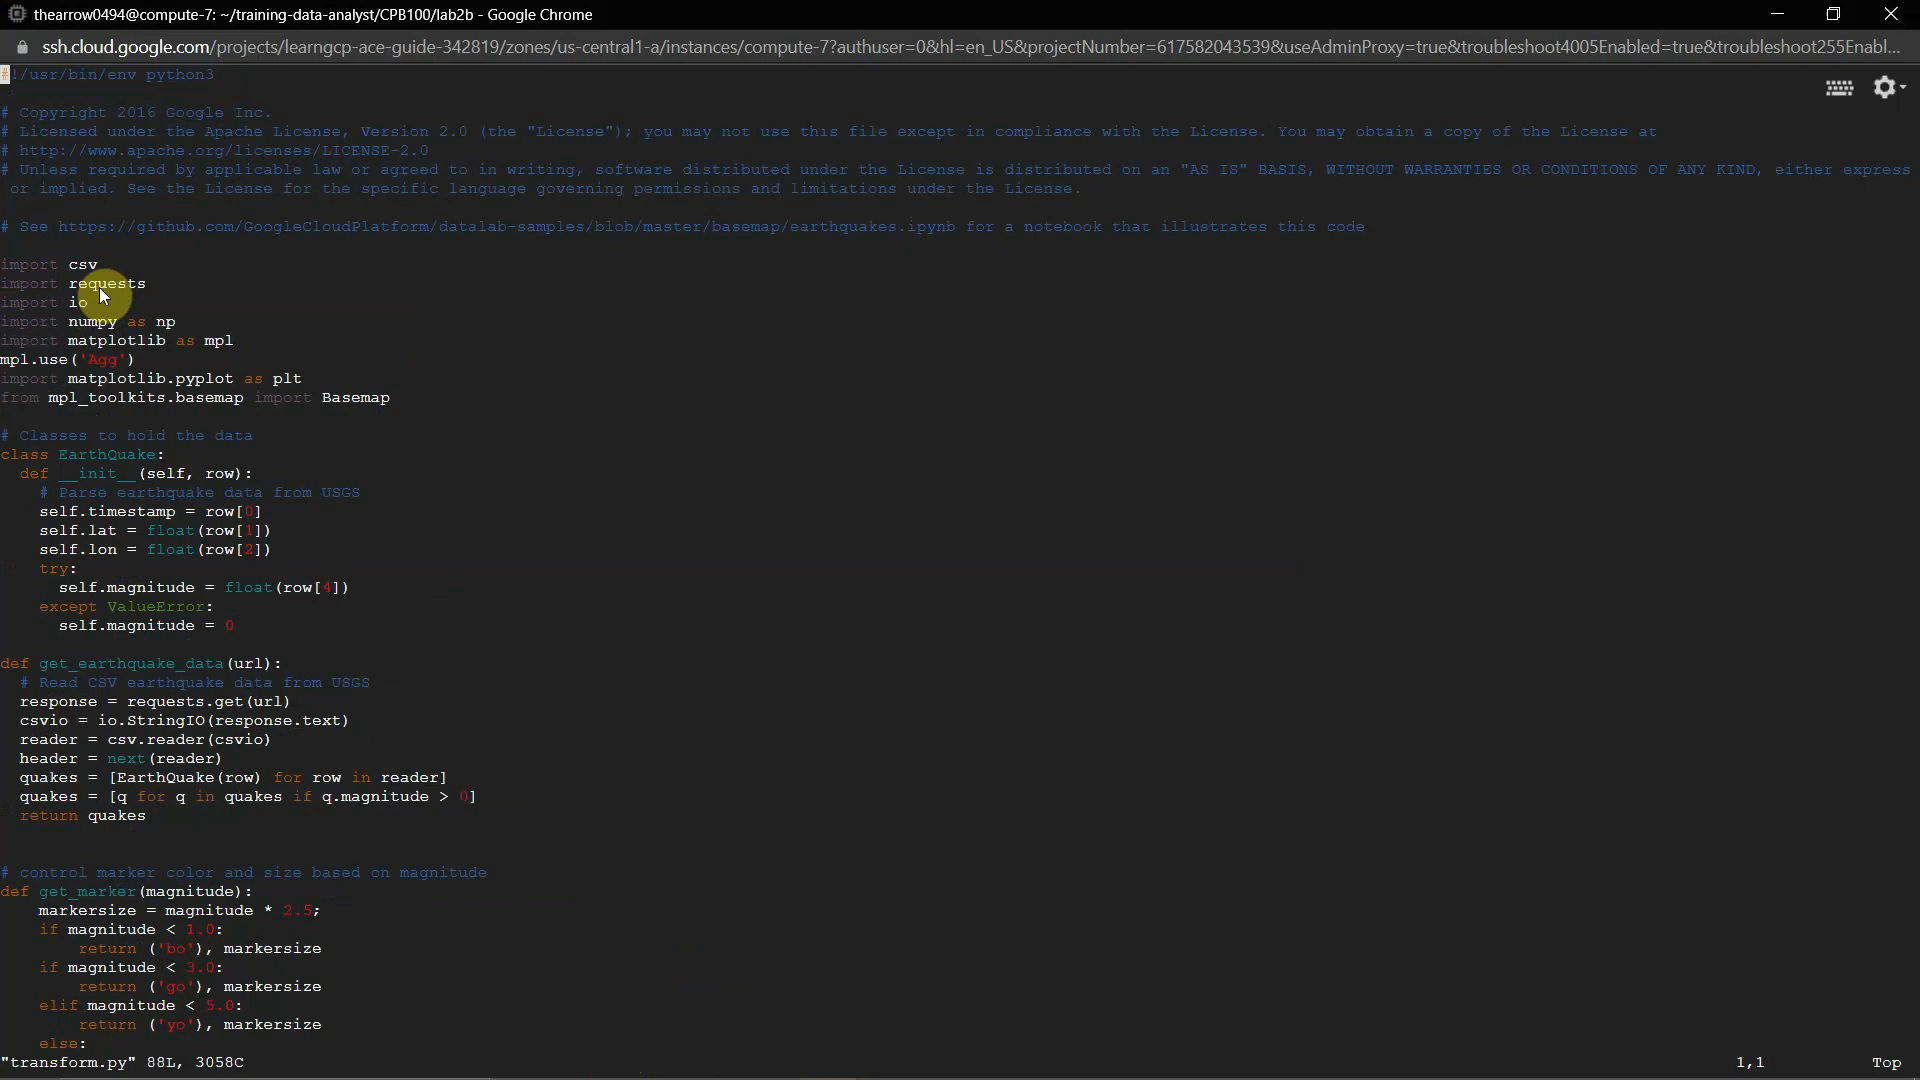 thearrow0494@compute-7: ~/training-data-analyst/CPB100/lab2b - Google Chrome
ssh.cloud.google.com/projects/learngcp-ace-guide-342819/zones/us-central1-a/instances/compute-7?authuser=0&hl=en_US&projectNumber=617582043539&useAdminProxy=true&troubleshoot4005Enabled=true&troubleshoot255Enabl...
#!/usr/bin/env python3
# Copyright 2016 Google Inc.
# Licensed under the Apache License, Version 2.0 (the "License"); you may not use this file except in compliance with the License. You may obtain a copy of the License at
# http://www.apache.org/licenses/LICENSE-2.0
# Unless required by applicable law or agreed to in writing, software distributed under the License is distributed on an "AS IS" BASIS, WITHOUT WARRANTIES OR CONDITIONS OF ANY KIND, either express
 or implied. See the License for the specific language governing permissions and limitations under the License.
# See https://github.com/GoogleCloudPlatform/datalab-samples/blob/master/basemap/earthquakes.ipynb for a notebook that illustrates this code
import csv
import requests
import io
import numpy as np
import matplotlib as mpl
mpl.use('Agg')
import matplotlib.pyplot as plt
from mpl_toolkits.basemap import Basemap
# Classes to hold the data
class EarthQuake:
  def __init__(self, row):
    # Parse earthquake data from USGS
    self.timestamp = row[0]
    self.lat = float(row[1])
    self.lon = float(row[2])
    try:
      self.magnitude = float(row[4])
    except ValueError:
      self.magnitude = 0
def get_earthquake_data(url):
  # Read CSV earthquake data from USGS
  response = requests.get(url)
  csvio = io.StringIO(response.text)
  reader = csv.reader(csvio)
  header = next(reader)
  quakes = [EarthQuake(row) for row in reader]
  quakes = [q for q in quakes if q.magnitude > 0]
  return quakes
# control marker color and size based on magnitude
def get_marker(magnitude):
    markersize = magnitude * 2.5;
    if magnitude < 1.0:
        return ('bo'), markersize
    if magnitude < 3.0:
        return ('go'), markersize
    elif magnitude < 5.0:
        return ('yo'), markersize
    else:
"transform.py" 88L, 3058C 1,1 Top